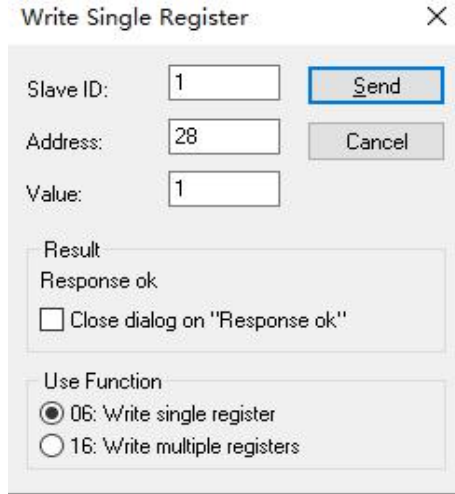 Write Single Register
Slave ID: 1 Send
Address: 28 Cancel
Value: 1
Result
Response ok
Close dialog on "Response ok"
Use Function
06: Write single register
16: Write multiple registers